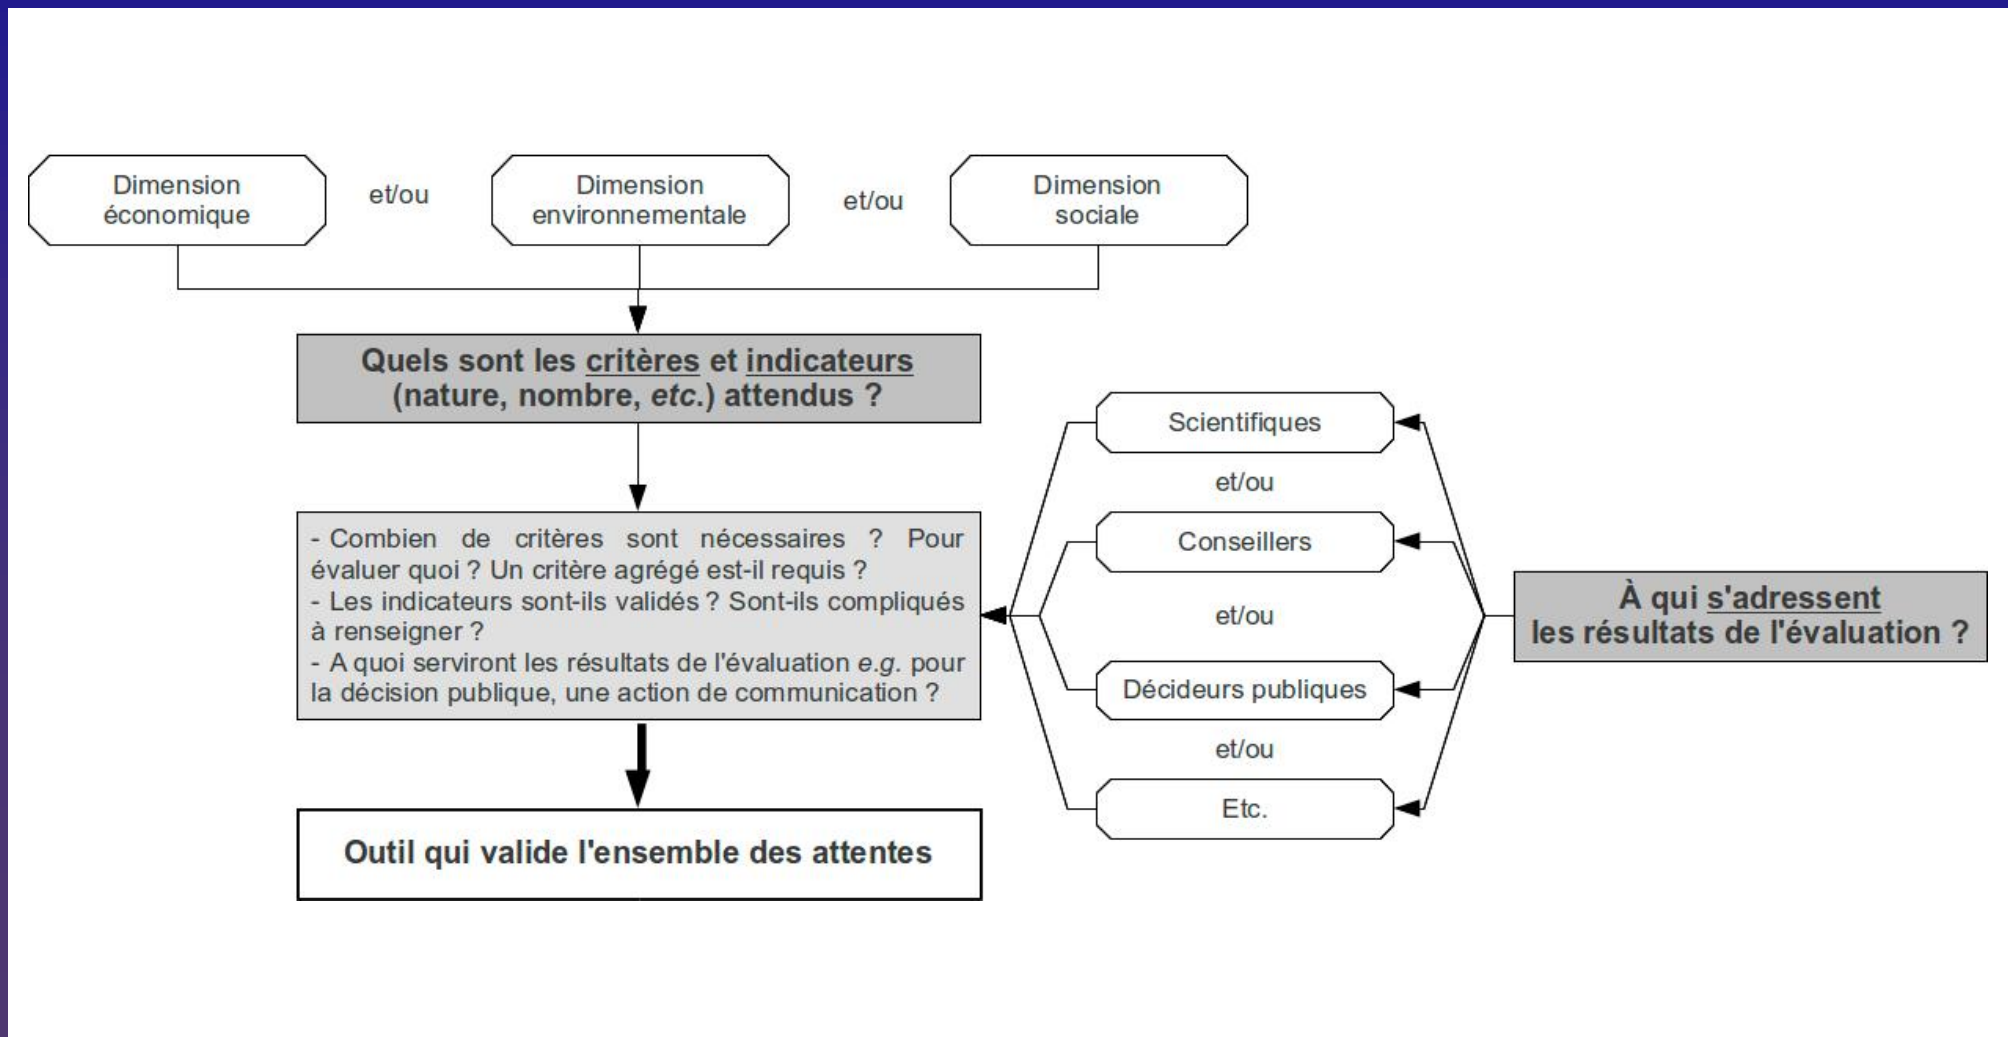 Dimension
économique
et/ou
Dimension
environnementale
et/ou
Dimension
sociale
Quels sont les critères et indicateurs
(nature, nombre, etc.) attendus ?
- Combien de critères sont nécessaires ? Pour
évaluer quoi ? Un critère agrégé est-il requis ?
- Les indicateurs sont-ils validés ? Sont-ils compliqués
à renseigner ?
- A quoi serviront les résultats de l'évaluation e.g. pour
la décision publique, une action de communication ?
Outil qui valide l'ensemble des attentes
Scientifiques
et/ou
Conseillers
et/ou
Décideurs publiques
et/ou
Etc.
À qui s'adressent
les résultats de l'évaluation ?